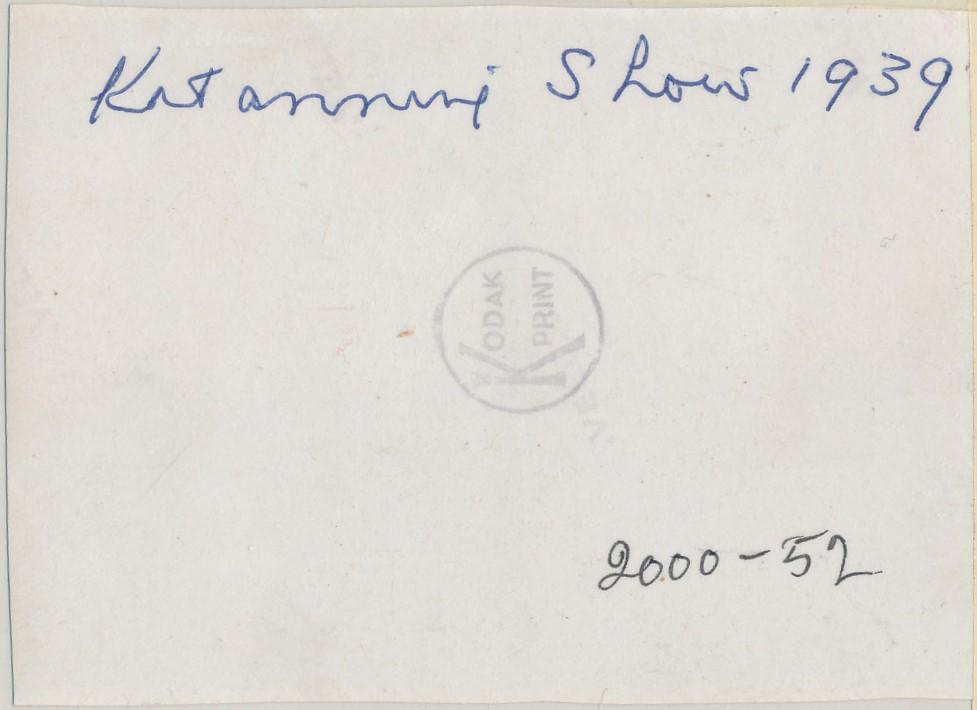 Katanning Show 1939
KODAK
PRINT
2000-52